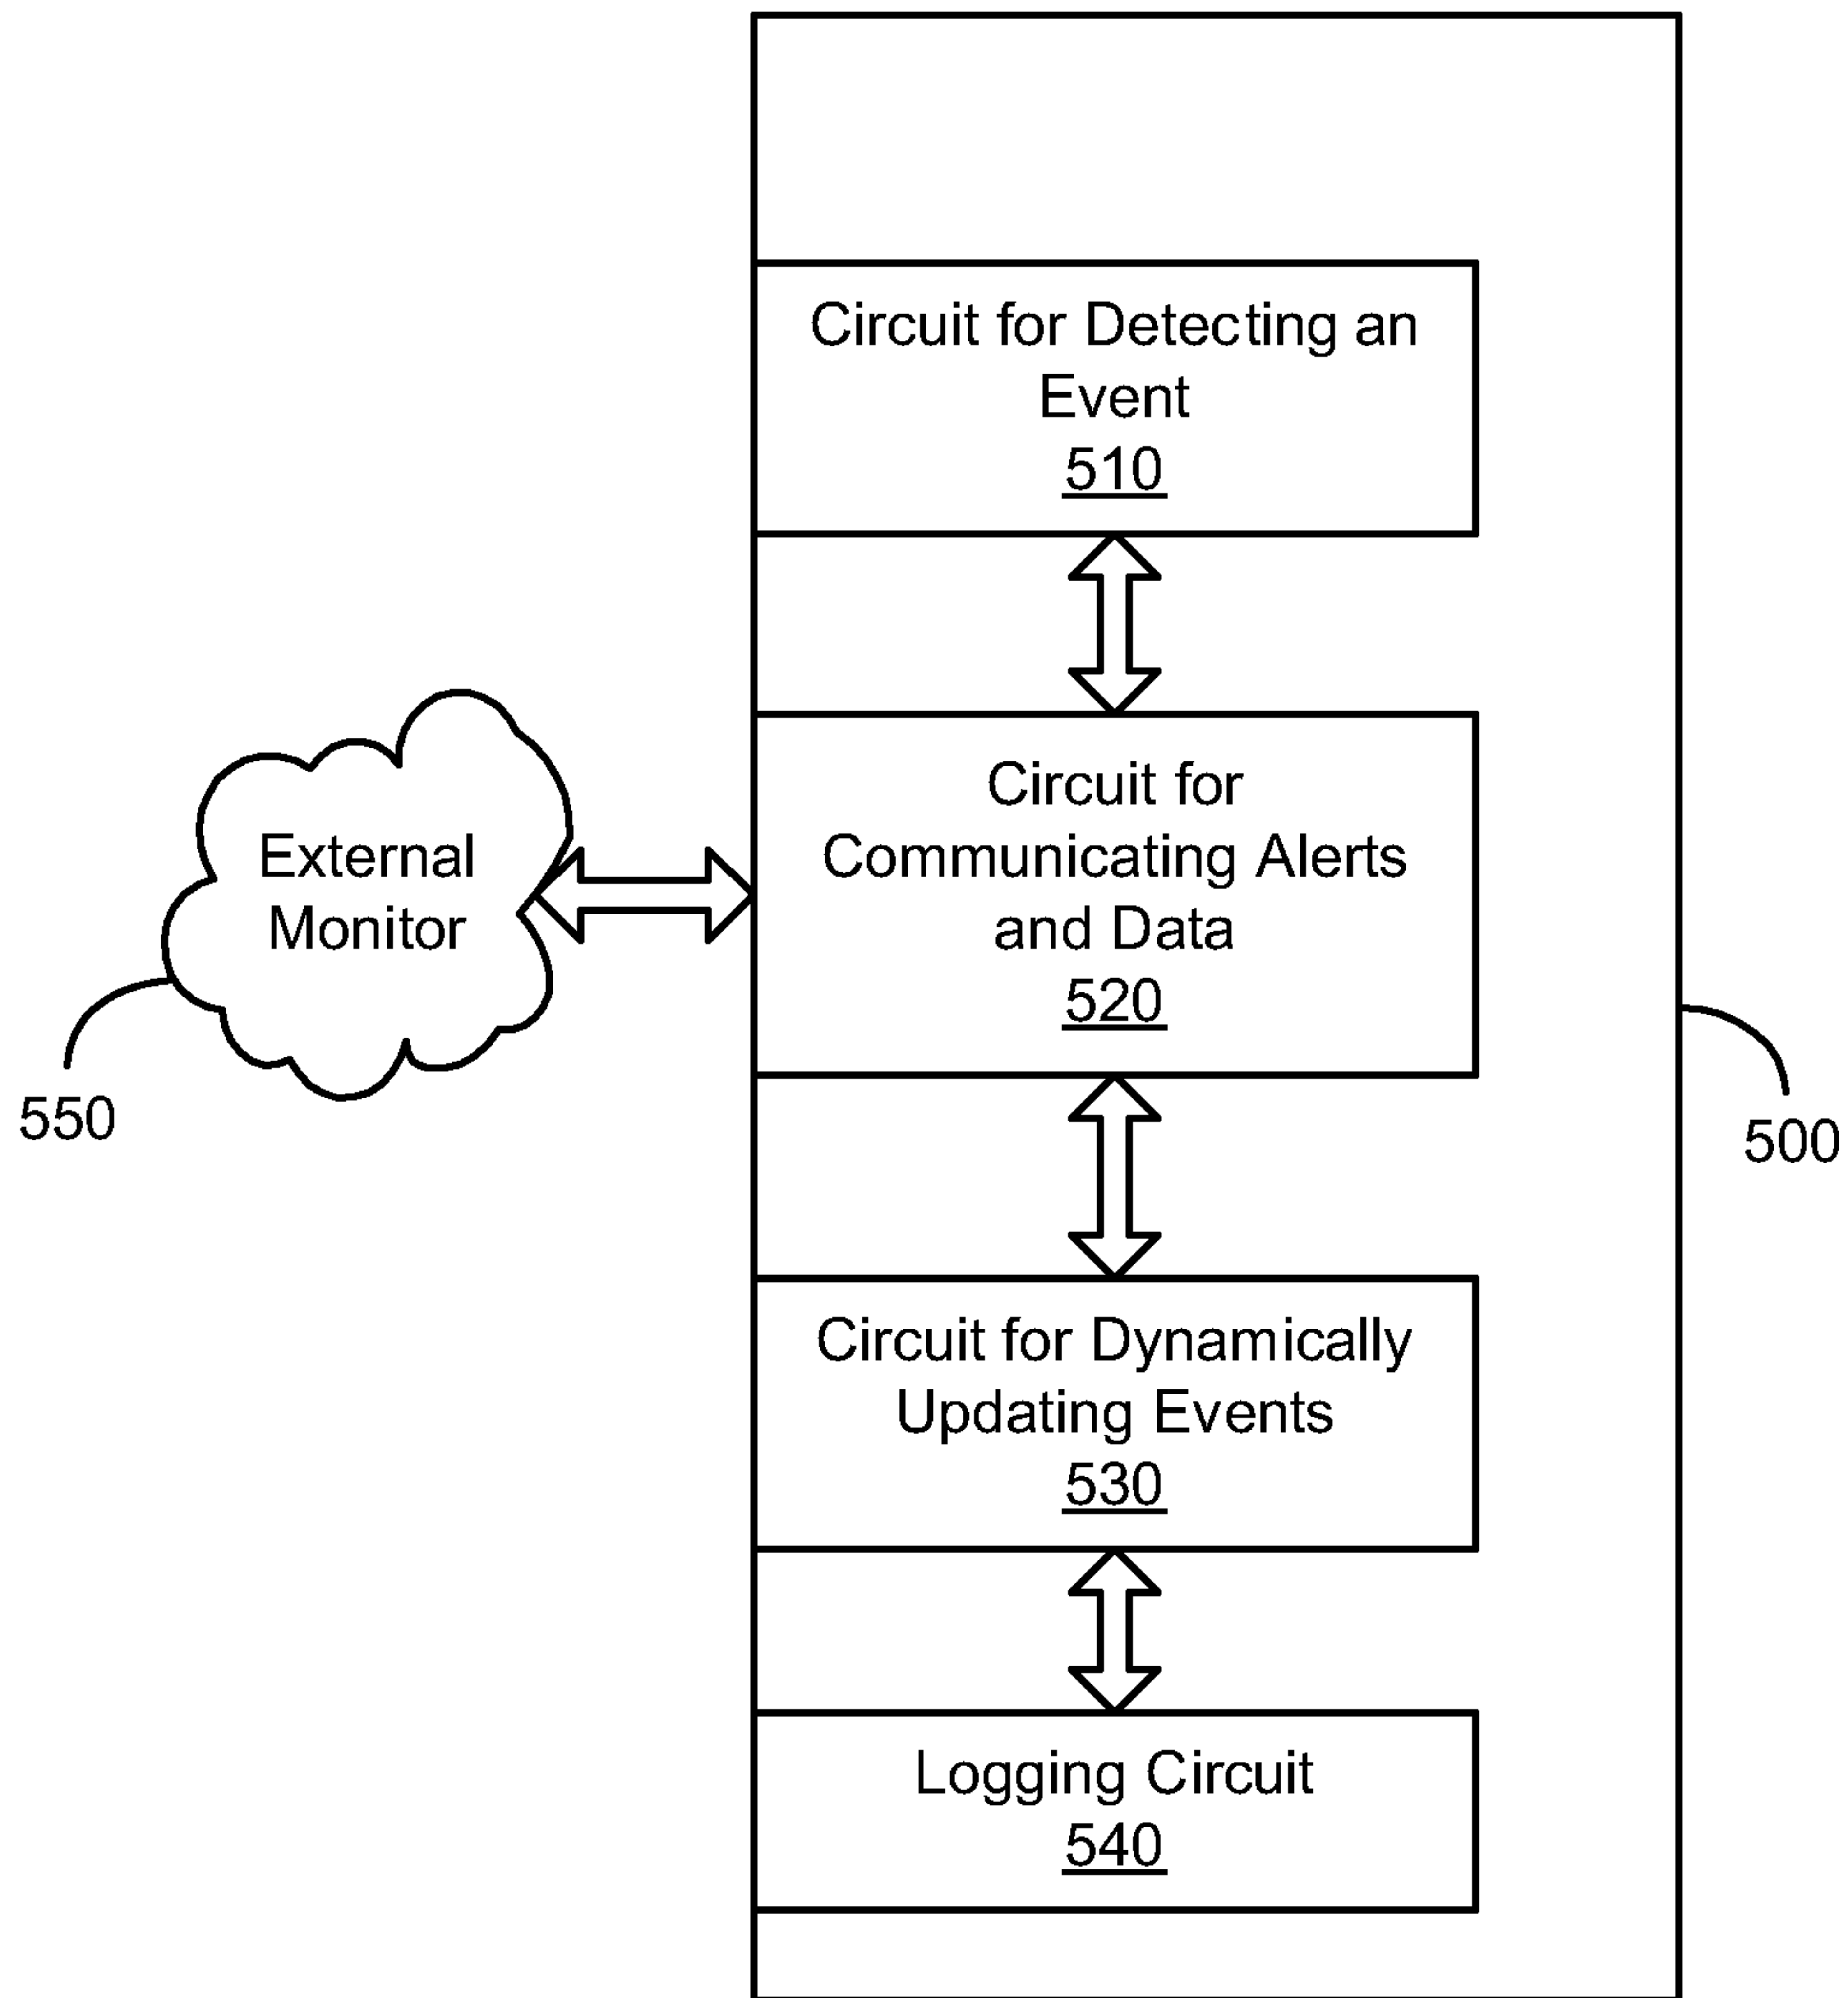 Circuit for Detecting an
Event
510
Circuit for
Communicating Alerts
and Data
520
External
Monitor
550
500
Circuit for Dynamically
Updating Events
530
Logging Circuit
540